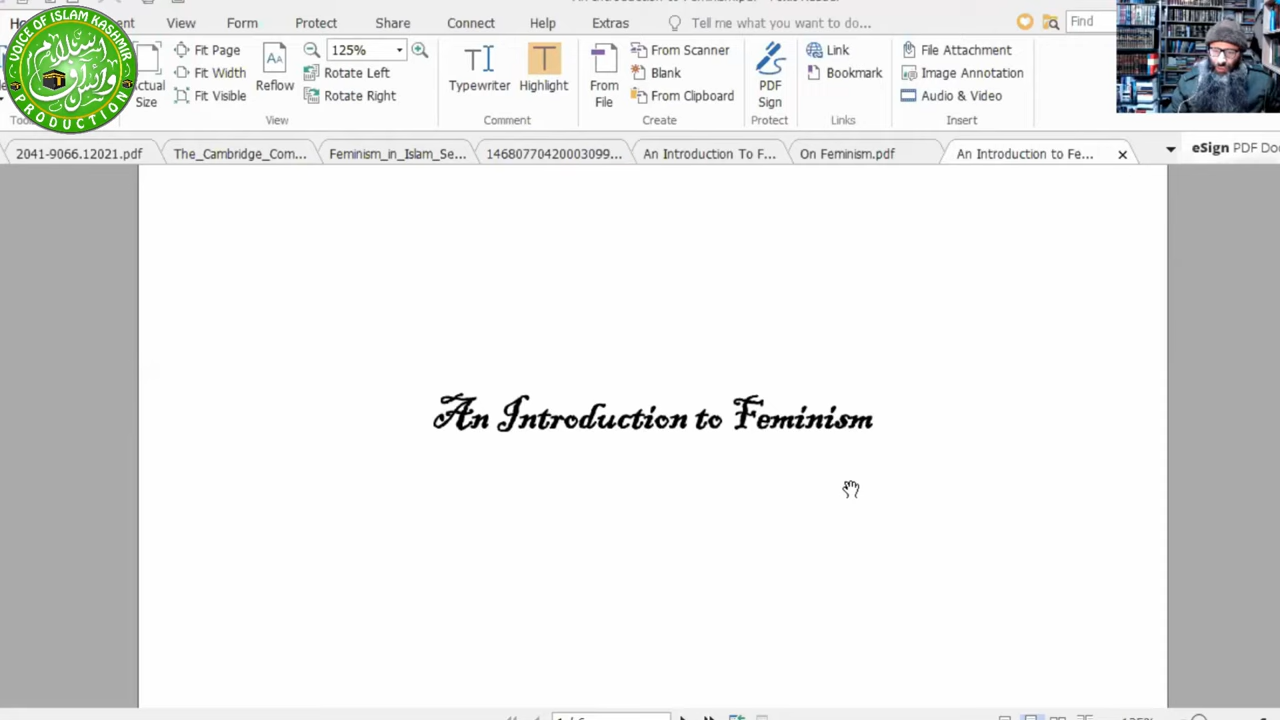 Protect
View
Form
Share
Connect
Help
Extras
Tell me what you want to do...
Find
VOICE OF ISLAM KASHMIR
PRODUCTION
Size
Fit Page
Fit Width
Fit Visible
Reflow
125%
Rotate Left
Rotate Right
View
Typewriter
Highlight
Comment
From
File
From Scanner
Blank
From Clipboard
Create
PDF
Sign
Protect
Link
Bookmark
Links
File Attachment
Image Annotation
Audio & Video
Insert
2041-9066.12021.pdf
The_Cambridge_Com...
Feminism_in_Islam_Se...
14680770420003099...
An Introduction To F...
On Feminism.pdf
An Introduction to Fe...
eSign PDF Do
An Introduction to Feminism